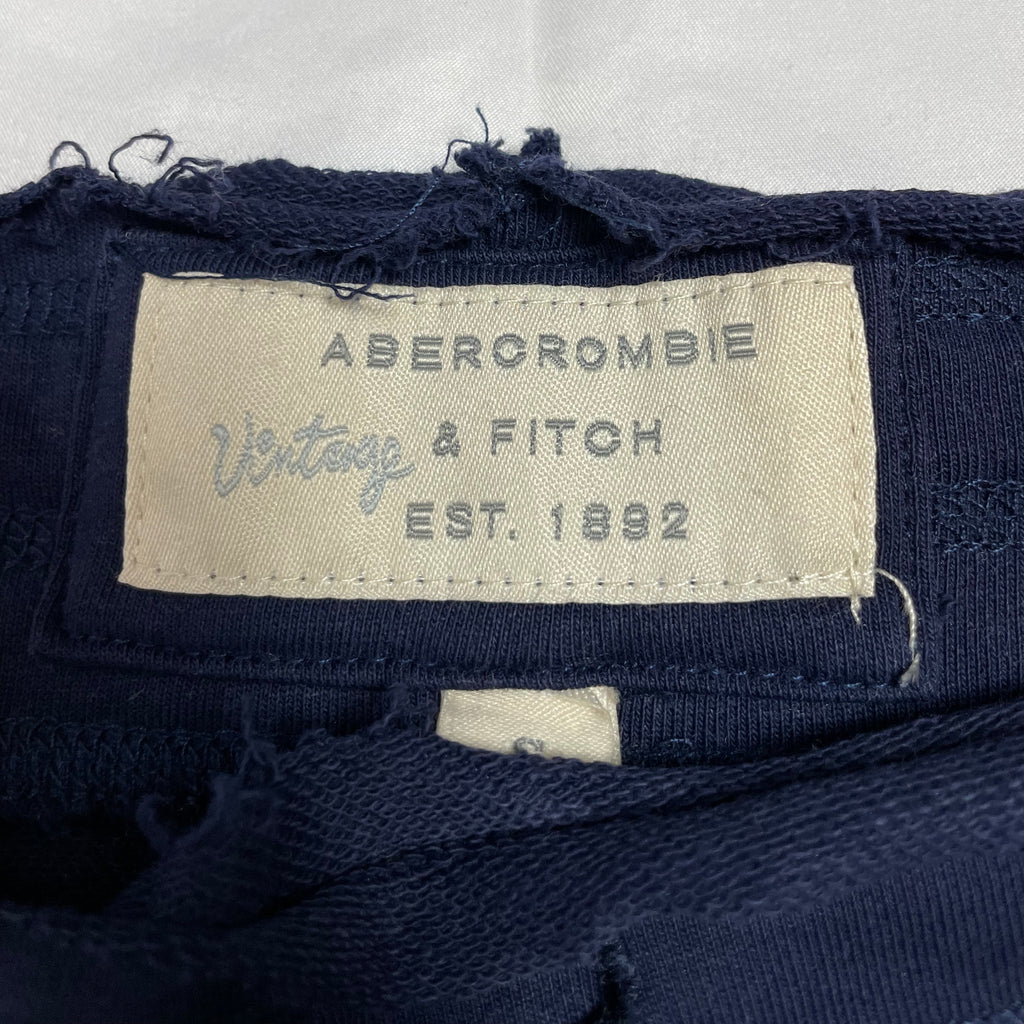 ABERCROMBIE
Vintage & FITCH
EST. 1892